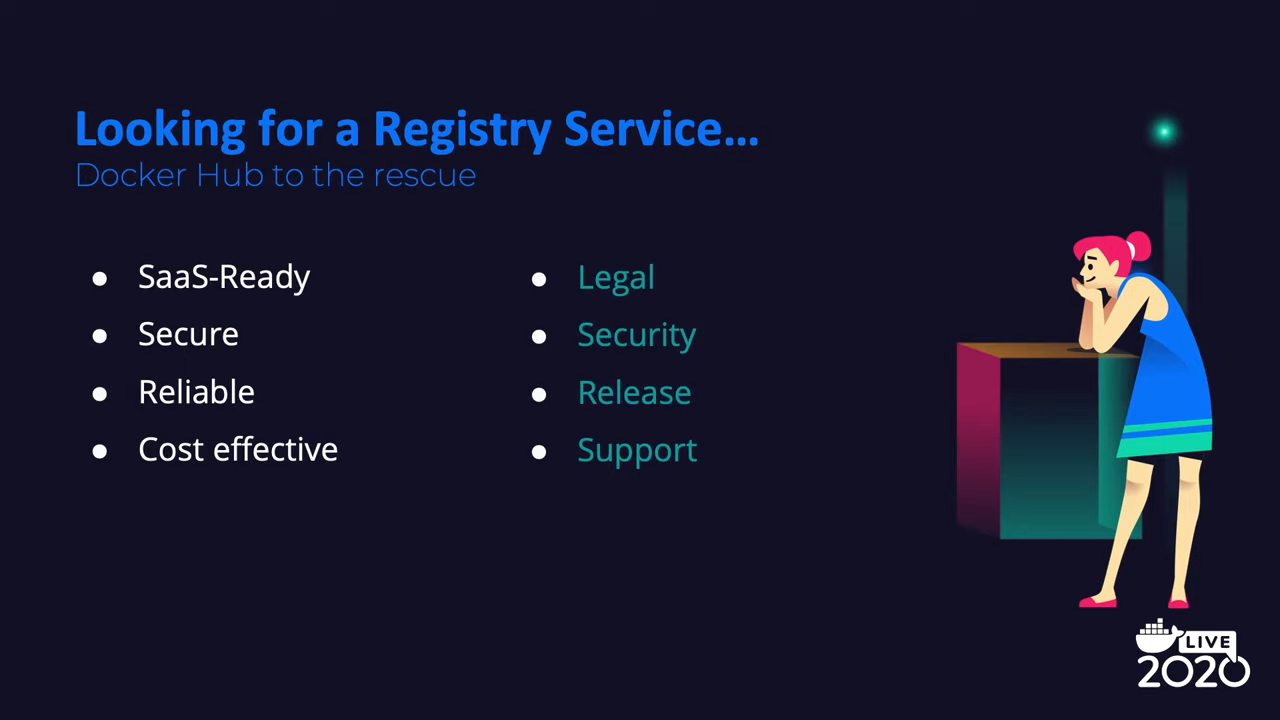 Looking for a Registry Service...
Docker Hub to the rescue
● SaaS-Ready
● Secure
● Reliable
● Cost effective
● Legal
● Security
● Release
● Support
LIVE
2020